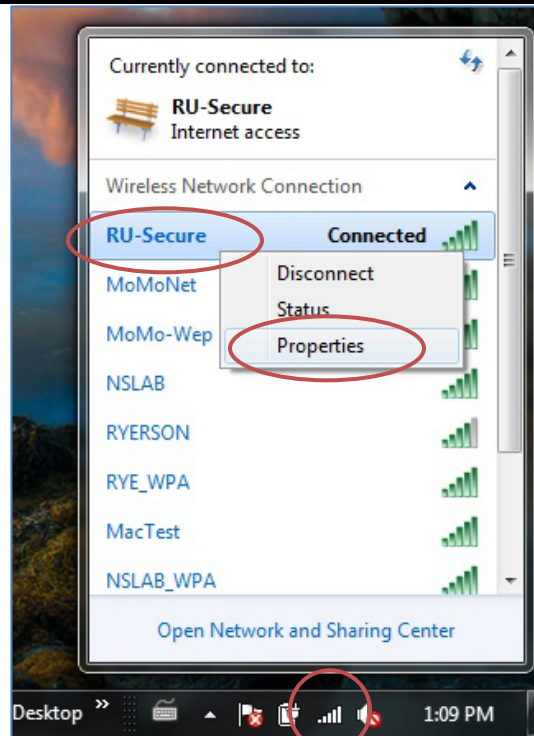 Currently connected to:
RU-Secure
Internet access
Wireless Network Connection
RU-Secure Connected
Disconnect
MoMoNet
Status
MoMo-Wep
Properties
NSLAB
RYERSON
RYE_WPA
MacTest
NSLAB_WPA
Open Network and Sharing Center
Desktop » 1:09 PM